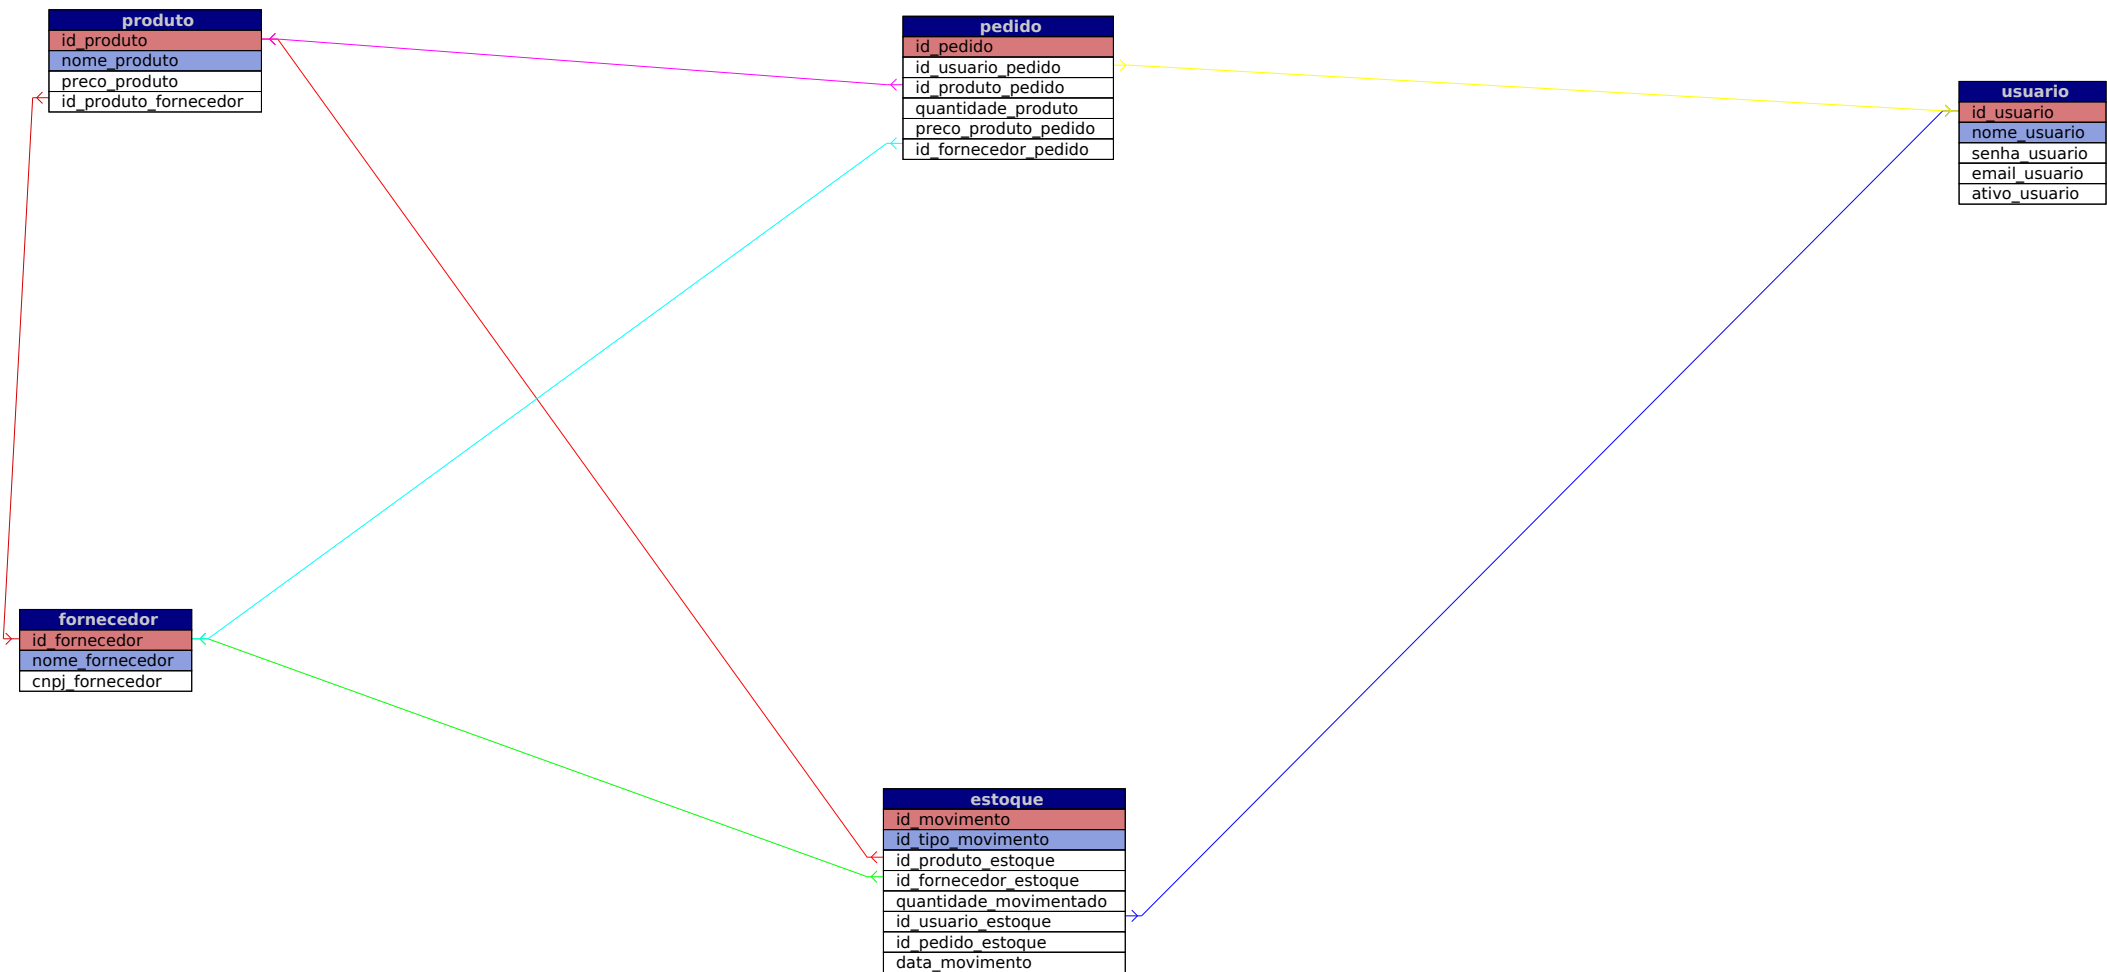 produto
id_produto
nome_produto
preco_produto
id_produto_fornecedor
pedido
id_pedido
id_usuario_pedido
id_produto_pedido
quantidade_produto
preco_produto_pedido
id_fornecedor_pedido
usuario
id_usuario
nome_usuario
senha_usuario
email_usuario
ativo_usuario
fornecedor
id_fornecedor
nome_fornecedor
cnpj_fornecedor
estoque
id_movimento
id_tipo_movimento
id_produto_estoque
id_fornecedor_estoque
quantidade_movimentado
id_usuario_estoque
id_pedido_estoque
data_movimento